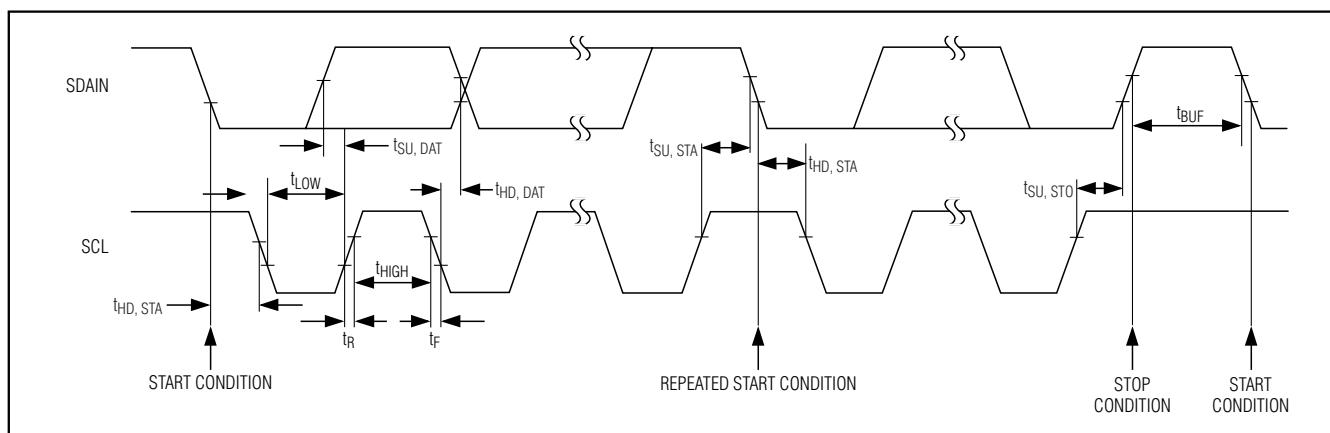 SDAIN
tSU, DAT
tSU, STA
tHD, STA
tBUF
tLOW
tHD, DAT
tSU, STO
SCL
tHIGH
tHD, STA
tR
tF
START CONDITION
REPEATED START CONDITION
STOP
CONDITION
START
CONDITION